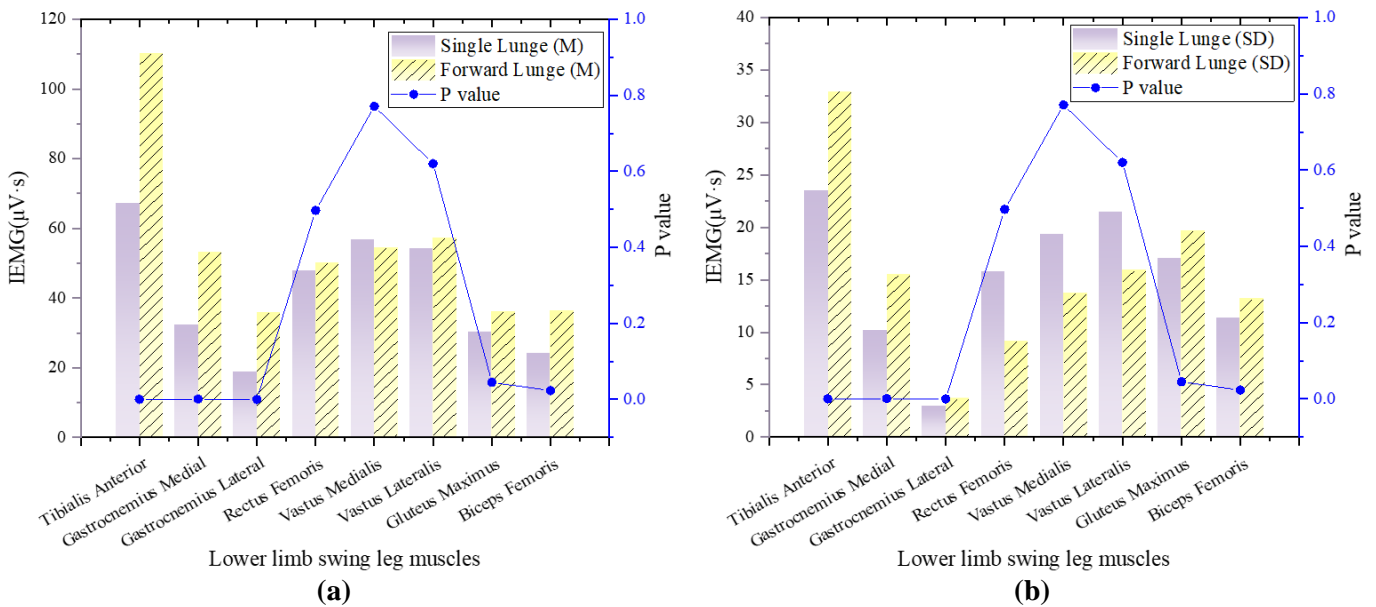 120
100
80
60
40
20
0
IEMG(μV·s)
Single Lunge (M)
Forward Lunge (M)
P value
1.0
0.8
0.6
0.4
0.2
0.0
P value
Tibialis Anterior
Gastrocnemius Medial
Gastrocnemius Lateral
Rectus Femoris
Vastus Medialis
Vastus Lateralis
Gluteus Maximus
Biceps Femoris
Lower limb swing leg muscles
(a)
40
35
30
25
20
15
10
5
0
IEMG(μV·s)
Single Lunge (SD)
Forward Lunge (SD)
P value
1.0
0.8
0.6
0.4
0.2
0.0
P value
Tibialis Anterior
Gastrocnemius Medial
Gastrocnemius Lateral
Rectus Femoris
Vastus Medialis
Vastus Lateralis
Gluteus Maximus
Biceps Femoris
Lower limb swing leg muscles
(b)